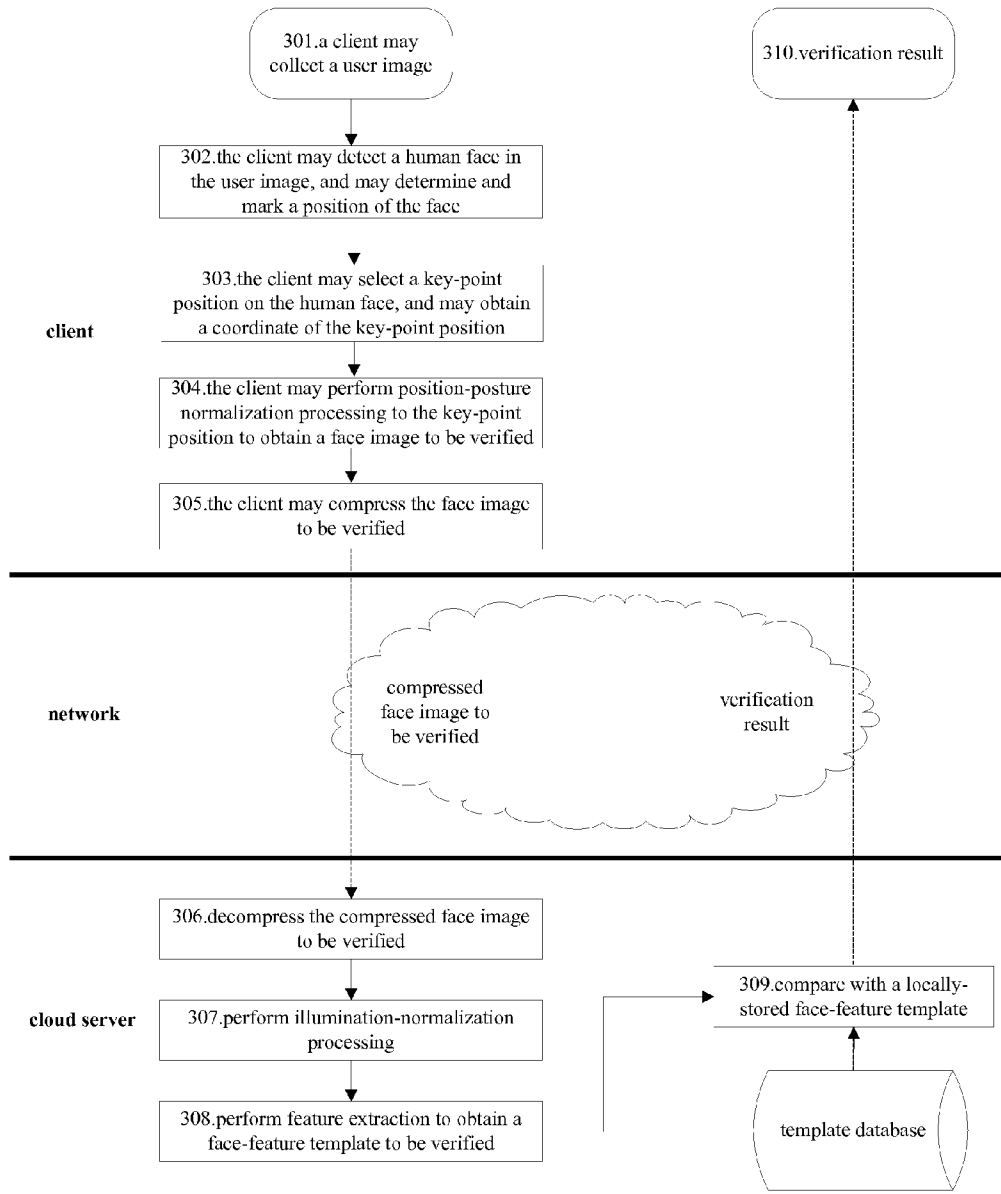 301.a client may
collect a user image
310.verification result
302.the client may detect a human face in
the user image, and may determine and
mark a position of the face
303.the client may select a key-point
position on the human face, and may obtain
a coordinate of the key-point position
client
304.the client may perform position-posture
normalization processing to the key-point
position to obtain a face image to be verified
305.the client may compress the face image
to be verified
network
compressed
face image to
be verified
verification
result
306.decompress the compressed face image
to be verified
cloud server
307.perform illumination-normalization
processing
308.perform feature extraction to obtain a
face-feature template to be verified
309.compare with a locally-
stored face-feature template
template database